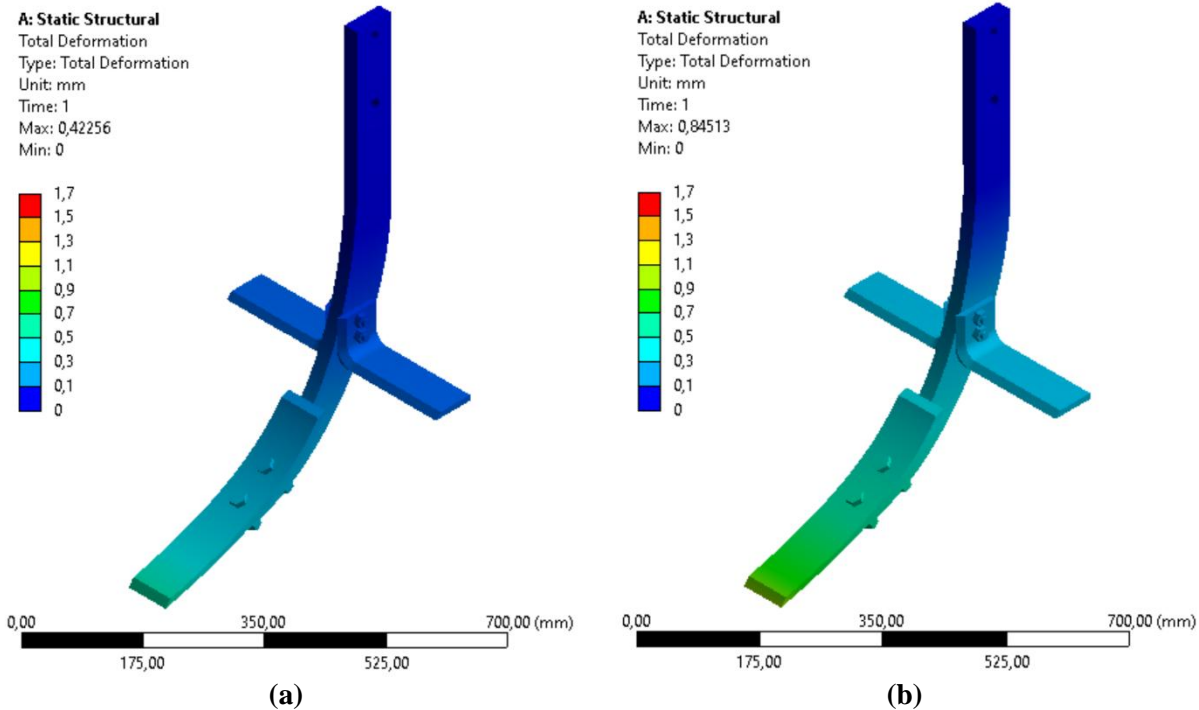 A: Static Structural
Total Deformation
Type: Total Deformation
Unit: mm
Time: 1
Max: 0,42256
Min: 0
1,7
1,5
1,3
1,1
0,9
0,7
0,5
0,3
0,1
0
0,00 350,00 700,00 (mm)
175,00 525,00
(a)
A: Static Structural
Total Deformation
Type: Total Deformation
Unit: mm
Time: 1
Max: 0,84513
Min: 0
1,7
1,5
1,3
1,1
0,9
0,7
0,5
0,3
0,1
0
0,00 350,00 700,00 (mm)
175,00 525,00
(b)